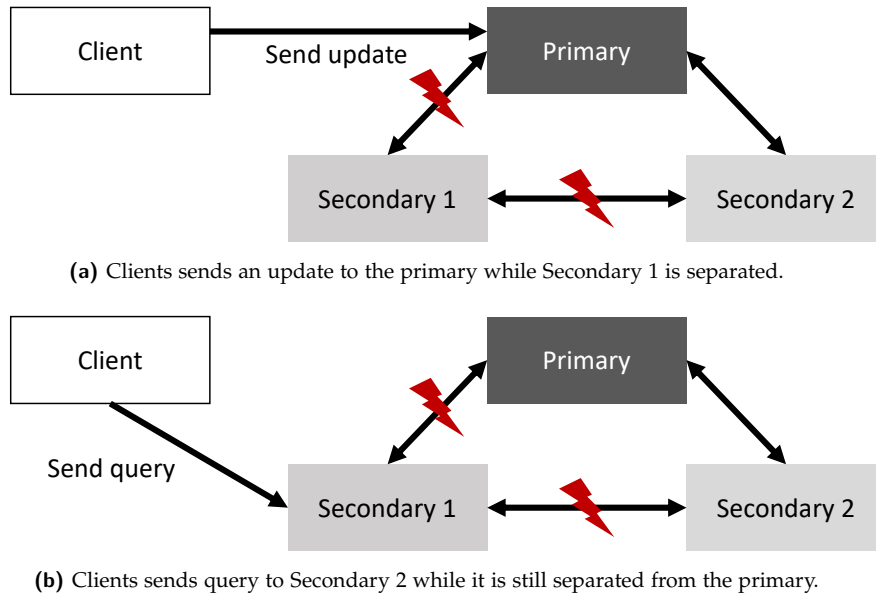 Client
Send update
Primary
Secondary 1
Secondary 2
(a) Clients sends an update to the primary while Secondary 1 is separated.
Client
Primary
Send query
Secondary 1
Secondary 2
(b) Clients sends query to Secondary 2 while it is still separated from the primary.